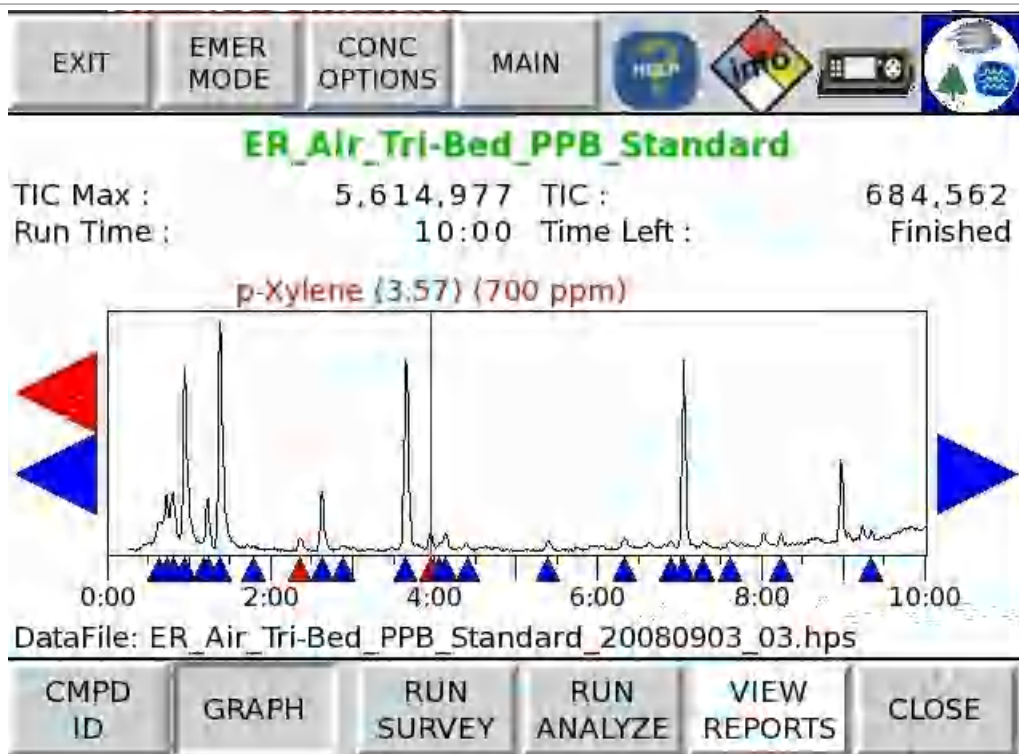 EXIT
EMER MODE
CONC OPTIONS
MAIN
HELP
info
ER_Air_Tri-Bed_PPB_Standard
TIC Max : 5,614,977 TIC : 684,562
Run Time : 10:00 Time Left : Finished
p-Xylene (3:57) (700 ppm)
0:00 2:00 4:00 6:00 8:00 10:00
DataFile: ER_Air_Tri-Bed_PPB_Standard_20080903_03.hps
CMPD ID
GRAPH
RUN SURVEY
RUN ANALYZE
VIEW REPORTS
CLOSE